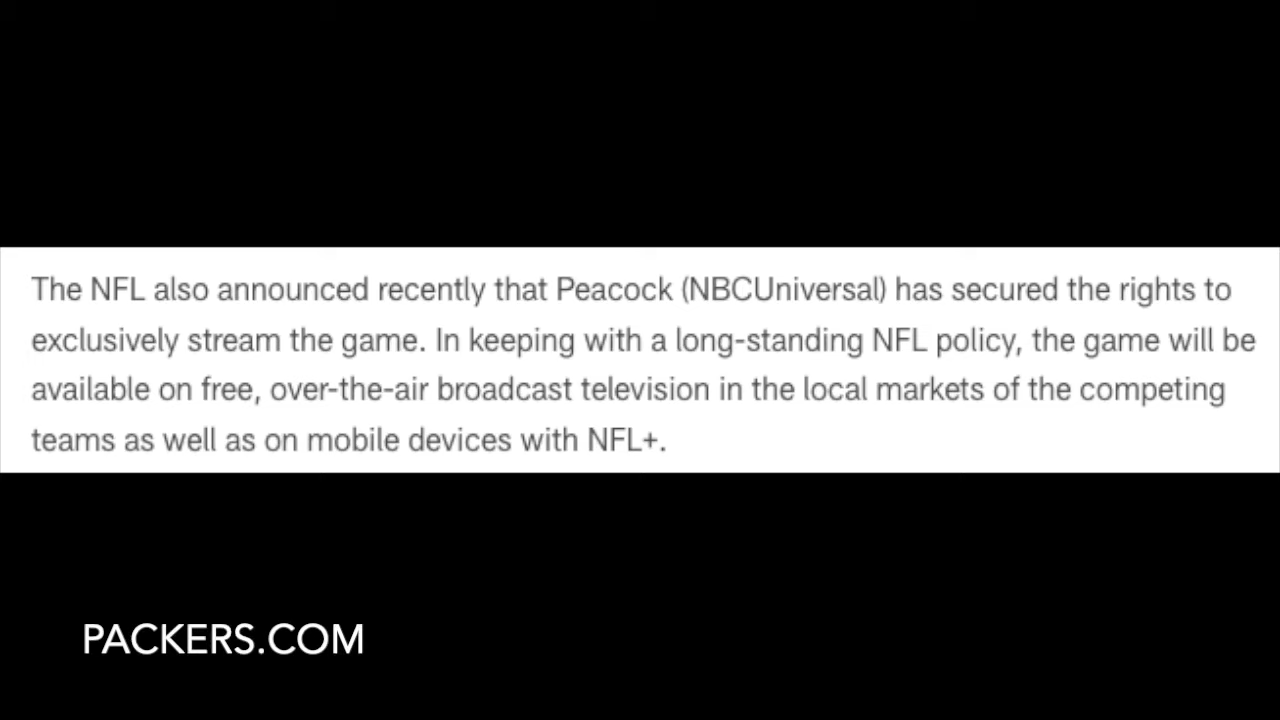 The NFL also announced recently that Peacock (NBCUniversal) has secured the rights to
exclusively stream the game. In keeping with a long-standing NFL policy, the game will be
available on free, over-the-air broadcast television in the local markets of the competing
teams as well as on mobile devices with NFL+.
PACKERS.COM